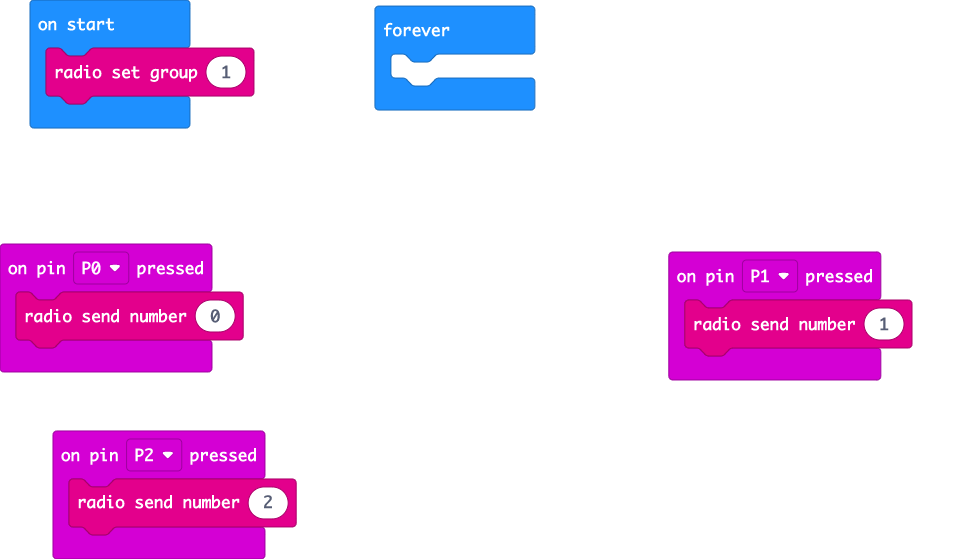 on start
radio set group 1
forever
on pin P0 pressed
radio send number 0
on pin P1 pressed
radio send number 1
on pin P2 pressed
radio send number 2